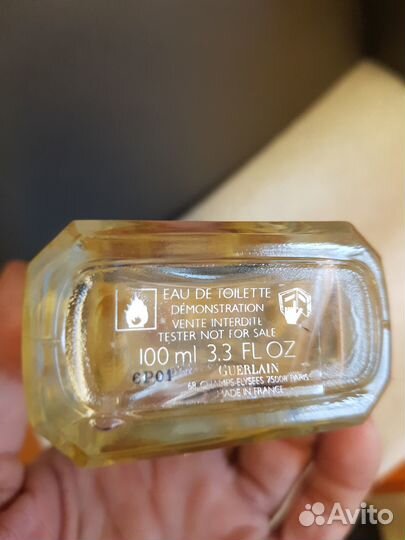 EAU DE TOILETTE
DÉMONSTRATION
VENTE INTERDITE
TESTER NOT FOR SALE
100 ml 3.3 FL OZ
6P01
GUERLAIN
68, CHAMPS-ELYSEES 75008 PARIS
MADE IN FRANCE
Avito